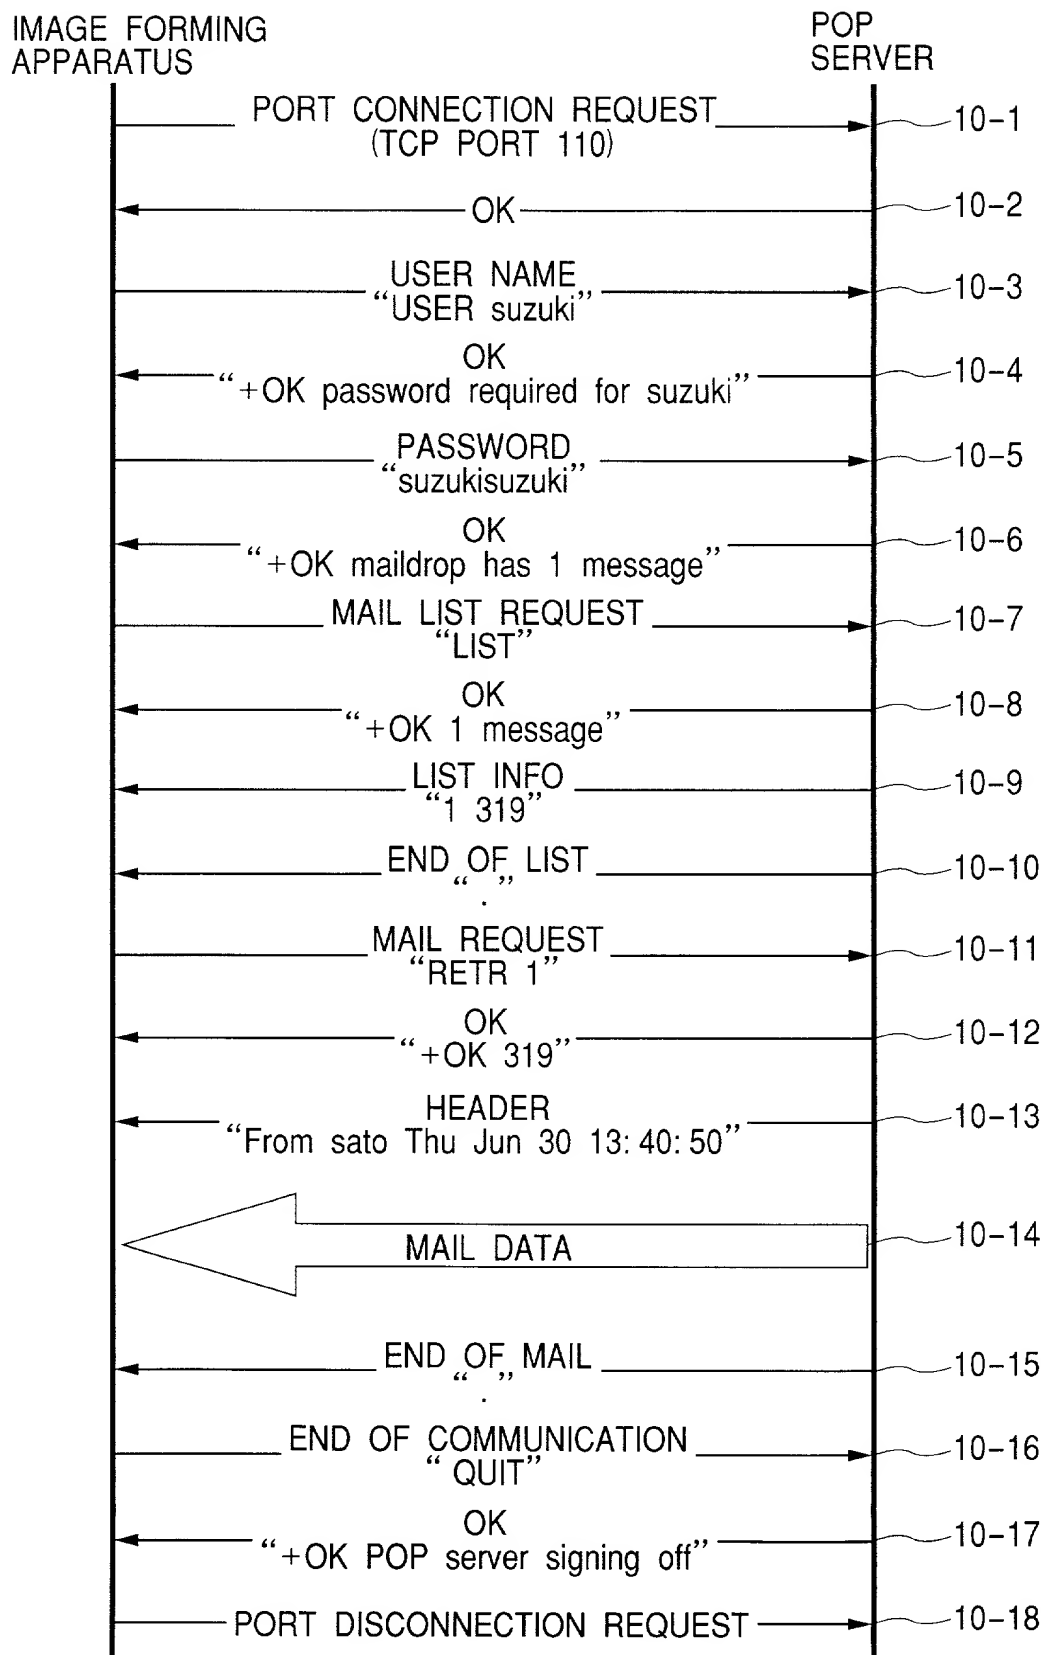 IMAGE FORMING
APPARATUS
POP
SERVER
PORT CONNECTION REQUEST
(TCP PORT 110)
10-1
OK
10-2
USER NAME
“USER suzuki”
10-3
OK
“+OK password required for suzuki”
10-4
PASSWORD
“suzukisuzuki”
10-5
OK
“+OK maildrop has 1 message”
10-6
MAIL LIST REQUEST
“LIST”
10-7
OK
“+OK 1 message”
10-8
LIST INFO
“1 319”
10-9
END OF LIST
“.”
10-10
MAIL REQUEST
“RETR 1”
10-11
OK
“+OK 319”
10-12
HEADER
“From sato Thu Jun 30 13:40:50”
10-13
MAIL DATA
10-14
END OF MAIL
“.”
10-15
END OF COMMUNICATION
“QUIT”
10-16
OK
“+OK POP server signing off”
10-17
PORT DISCONNECTION REQUEST
10-18